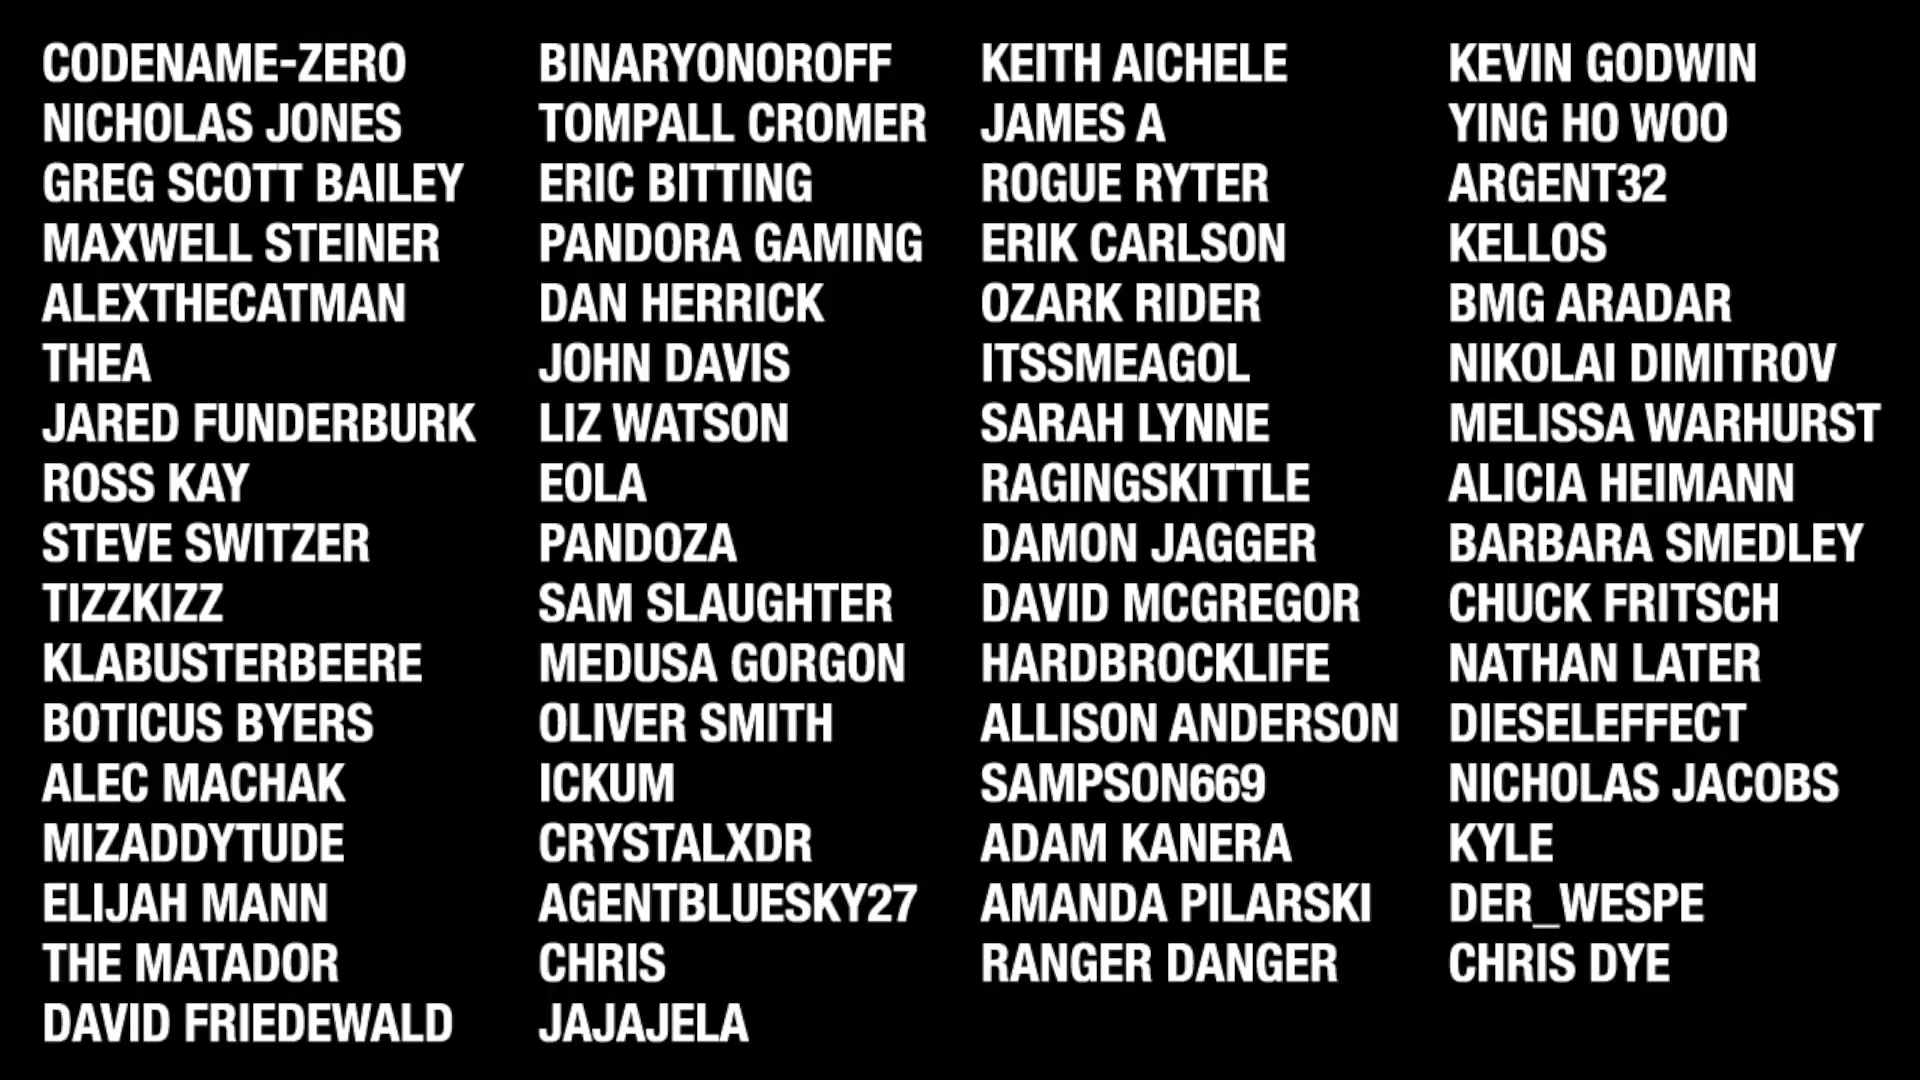 CODENAME-ZERO
NICHOLAS JONES
GREG SCOTT BAILEY
MAXWELL STEINER
ALEXTHECATMAN
THEA
JARED FUNDERBURK
ROSS KAY
STEVE SWITZER
TIZZKIZZ
KLABUSTERBEERE
BOTICUS BYERS
ALEC MACHAK
MIZADDYTUDE
ELIJAH MANN
THE MATADOR
DAVID FRIEDEWALD
BINARYONOROFF
TOMPALL CROMER
ERIC BITTING
PANDORA GAMING
DAN HERRICK
JOHN DAVIS
LIZ WATSON
EOLA
PANDOZA
SAM SLAUGHTER
MEDUSA GORGON
OLIVER SMITH
ICKUM
CRYSTALXDR
AGENTBLUESKY27
CHRIS
JAJAJELA
KEITH AICHELE
JAMES A
ROGUE RYTER
ERIK CARLSON
OZARK RIDER
ITSSMEAGOL
SARAH LYNNE
RAGINGSKITTLE
DAMON JAGGER
DAVID MCGREGOR
HARDBROCKLIFE
ALLISON ANDERSON
SAMPSON669
ADAM KANERA
AMANDA PILARSKI
RANGER DANGER
KEVIN GODWIN
YING HO WOO
ARGENT32
KELLOS
BMG ARADAR
NIKOLAI DIMITROV
MELISSA WARHURST
ALICIA HEIMANN
BARBARA SMEDLEY
CHUCK FRITSCH
NATHAN LATER
DIESELEFFECT
NICHOLAS JACOBS
KYLE
DER_WESPE
CHRIS DYE